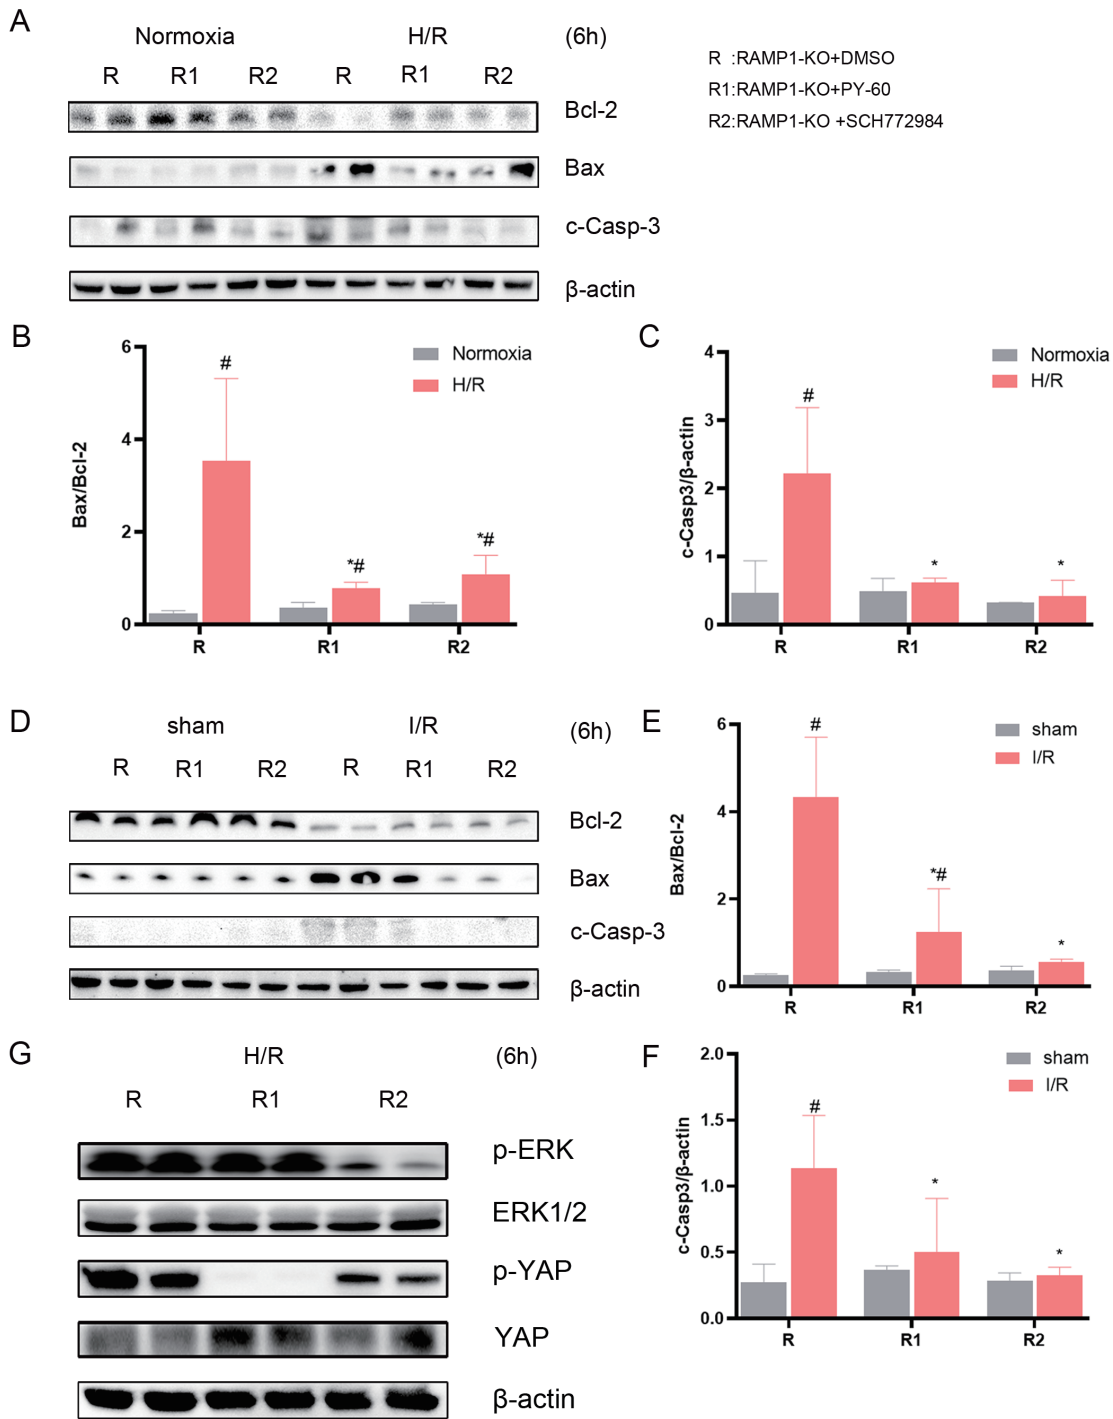 A
Normoxia
H/R
(6h)
R
R1
R2
R
R1
R2
Bcl-2
Bax
c-Casp-3
β-actin
R :RAMP1-KO+DMSO
R1:RAMP1-KO+PY-60
R2:RAMP1-KO +SCH772984
B
6
4
2
0
Bax/Bcl-2
Normoxia
H/R
#
*#
*#
R
R1
R2
C
4
3
2
1
0
c-Casp3/β-actin
Normoxia
H/R
#
*
*
R
R1
R2
D
sham
I/R
(6h)
R
R1
R2
R
R1
R2
Bcl-2
Bax
c-Casp-3
β-actin
E
6
4
2
0
Bax/Bcl-2
sham
I/R
#
*#
*
R
R1
R2
G
H/R
(6h)
R
R1
R2
p-ERK
ERK1/2
p-YAP
YAP
β-actin
F
2.0
1.5
1.0
0.5
0.0
c-Casp3/β-actin
sham
I/R
#
*
*
R
R1
R2